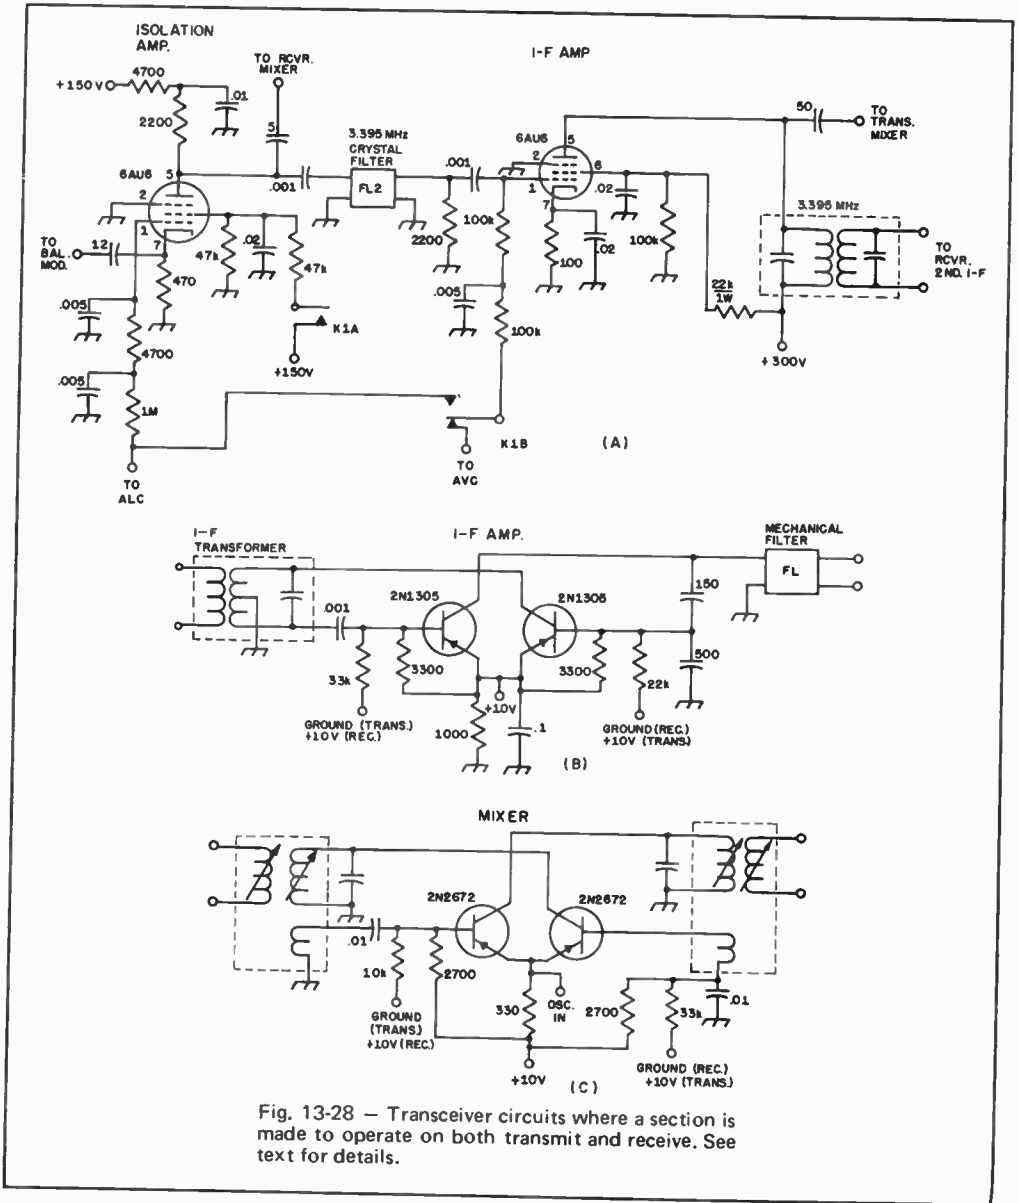 ISOLATION
AMP.
TO RCVR.
MIXER
I-F AMP
4700
+150V
.01
2200
5
50
TO
TRANS.
MIXER
3.395 MHz
CRYSTAL
FILTER
FL2
.001
.001
6AU6
5
2
1
7
6AU6
5
2
1
6
7
TO
BAL.
MOD.
12
470
47k
.02
47k
2200
100k
100
.02
.02
100k
3.395 MHz
TO
RCVR.
2ND. I-F
22k
1W
+300V
.005
4700
.005
1M
K1A
+150V
.005
100k
K1B
TO
AVC
TO
ALC
(A)
I-F
TRANSFORMER
I-F AMP.
MECHANICAL
FILTER
FL
.001
2N1305
2N1305
150
500
33k
3300
3300
22k
+10V
1000
.1
GROUND (TRANS.)
+10V (REC.)
GROUND (REC.)
+10V (TRANS.)
(B)
MIXER
2N2672
2N2672
.01
10k
2700
330
OSC.
IN
2700
33k
.01
GROUND
(TRANS.)
+10V (REC.)
+10V
GROUND (REC.)
+10V (TRANS.)
(C)
Fig. 13-28 — Transceiver circuits where a section is
made to operate on both transmit and receive. See
text for details.